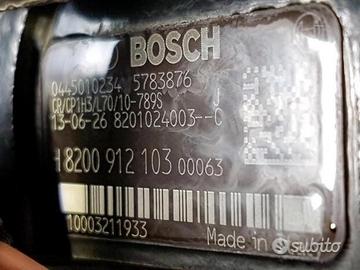 BOSCH
0445010234 5783876
CR/CP1H3/L70/10-789S J
13-06-26 8201024003--C
H 8200 912 103 00063
10003211933
Made in
subito